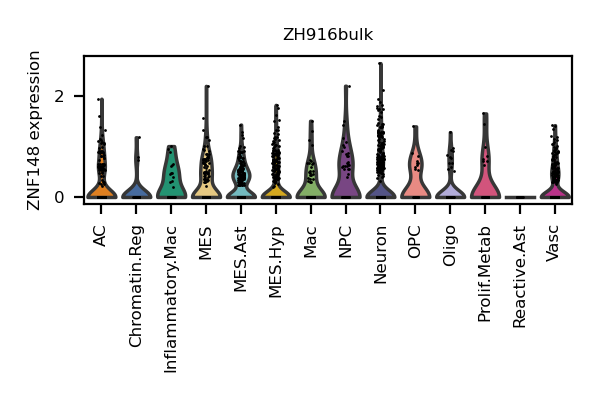 ZH916bulk
ZNF148 expression
2
0
AC
Chromatin.Reg
Inflammatory.Mac
MES
MES.Ast
MES.Hyp
Mac
NPC
Neuron
OPC
Oligo
Prolif.Metab
Reactive.Ast
Vasc